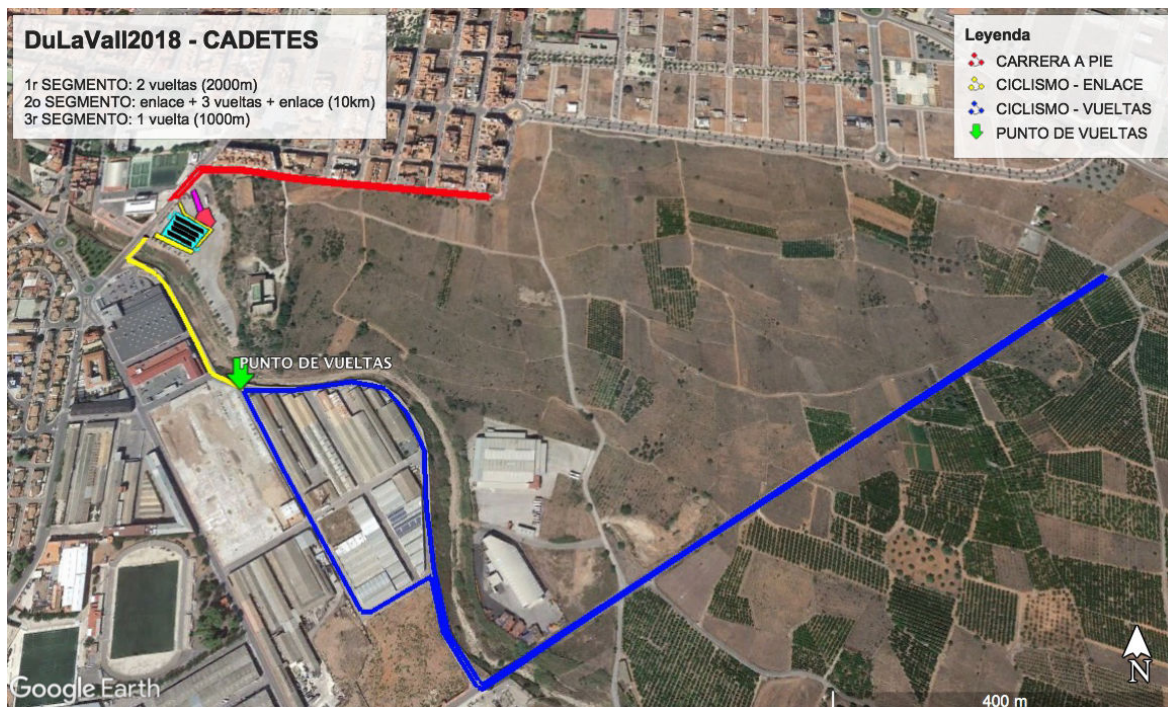 DuLaVall2018 - CADETES
1r SEGMENTO: 2 vueltas (2000m)
2o SEGMENTO: enlace + 3 vueltas + enlace (10km)
3r SEGMENTO: 1 vuelta (1000m)
Leyenda
CARRERA A PIE
CICLISMO - ENLACE
CICLISMO - VUELTAS
PUNTO DE VUELTAS
PUNTO DE VUELTAS
Google Earth
N
400 m